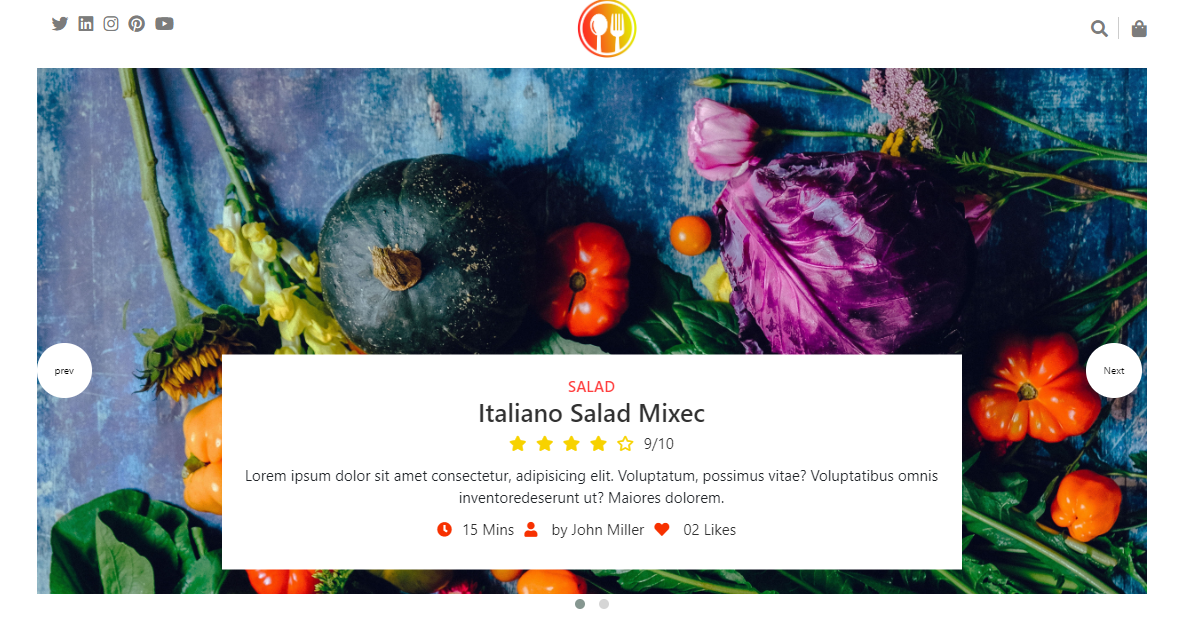 prev
Next
SALAD
Italiano Salad Mixec
9/10
Lorem ipsum dolor sit amet consectetur, adipisicing elit. Voluptatum, possimus vitae? Voluptatibus omnis
inventoredeserunt ut? Maiores dolorem.
15 Mins by John Miller 02 Likes